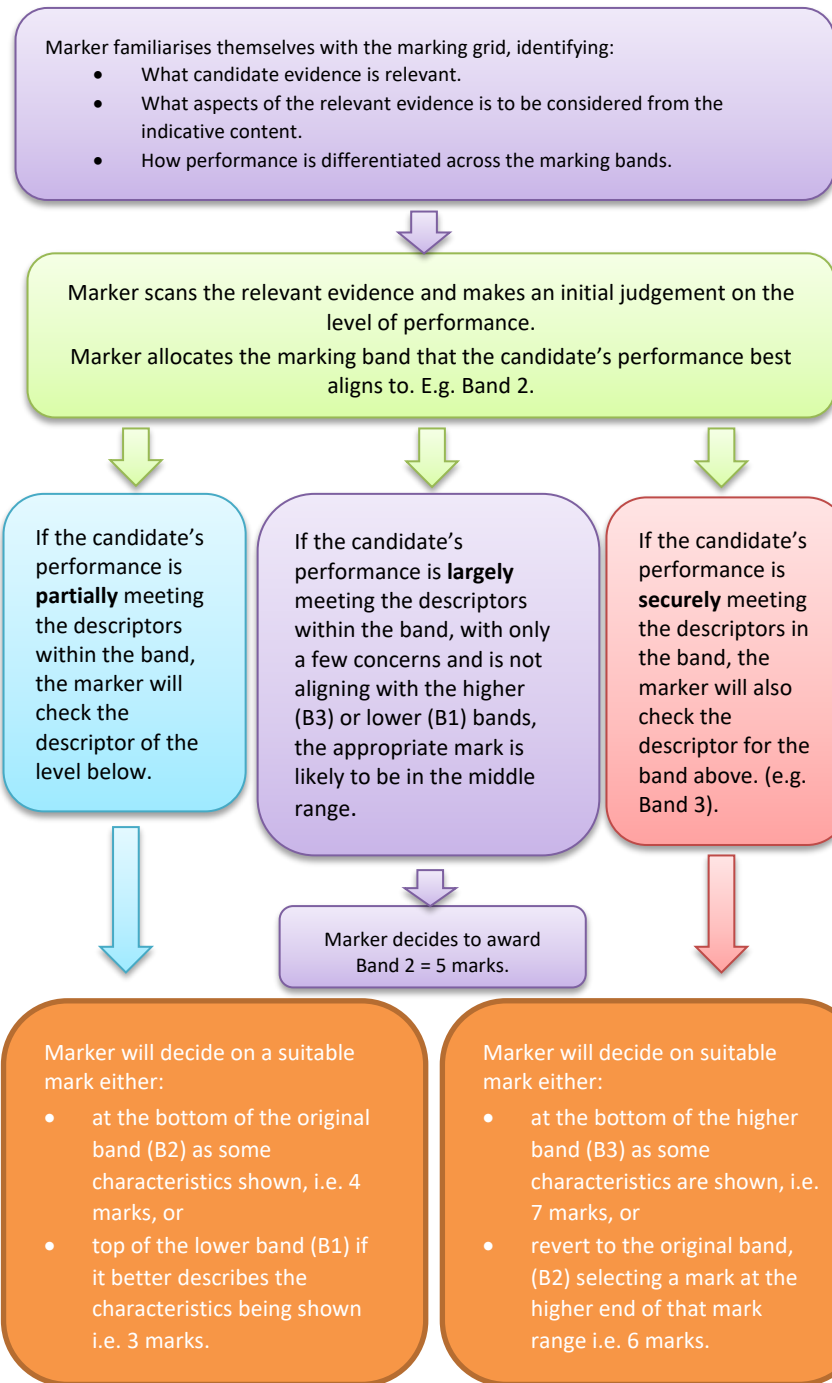 Marker familiarises themselves with the marking grid, identifying:
• What candidate evidence is relevant.
• What aspects of the relevant evidence is to be considered from the
indicative content.
• How performance is differentiated across the marking bands.
Marker scans the relevant evidence and makes an initial judgement on the
level of performance.
Marker allocates the marking band that the candidate’s performance best
aligns to. E.g. Band 2.
If the candidate’s
performance is
partially meeting
the descriptors
within the band,
the marker will
check the
descriptor of the
level below.
If the candidate’s
performance is largely
meeting the descriptors
within the band, with only
a few concerns and is not
aligning with the higher
(B3) or lower (B1) bands,
the appropriate mark is
likely to be in the middle
range.
If the candidate’s
performance is
securely meeting
the descriptors in
the band, the
marker will also
check the
descriptor for the
band above. (e.g.
Band 3).
Marker decides to award
Band 2 = 5 marks.
Marker will decide on a suitable
mark either:
• at the bottom of the original
band (B2) as some
characteristics shown, i.e. 4
marks, or
• top of the lower band (B1) if
it better describes the
characteristics being shown
i.e. 3 marks.
Marker will decide on suitable
mark either:
• at the bottom of the higher
band (B3) as some
characteristics are shown, i.e.
7 marks, or
• revert to the original band,
(B2) selecting a mark at the
higher end of that mark
range i.e. 6 marks.